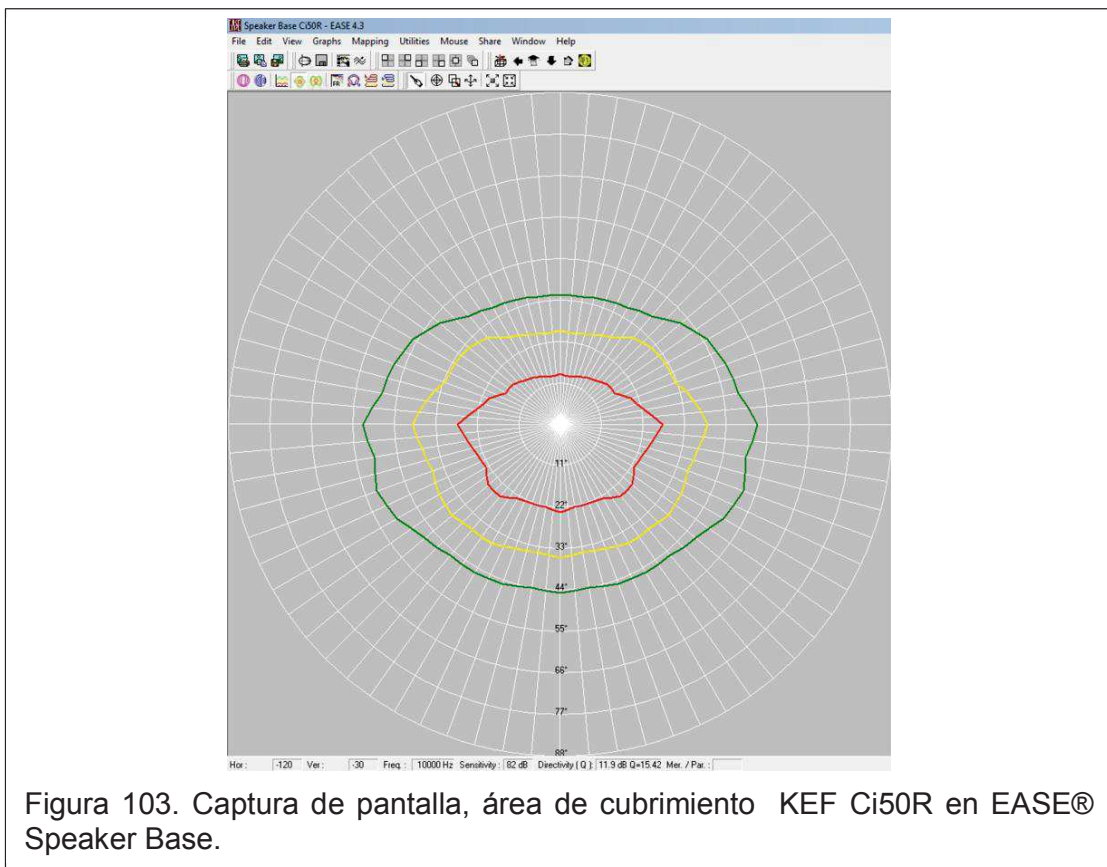 Speaker Base Ci50R - EASE 4.3
File Edit View Graphs Mapping Utilities Mouse Share Window Help
11°
22°
33°
44°
55°
66°
77°
88°
Hor : -120 Ver : -30 Freq. : 10000 Hz Sensitivity : 82 dB Directivity ( Q ): 11.9 dB Q=15.42 Mer. / Par. :
Figura 103. Captura de pantalla, área de cubrimiento KEF Ci50R en EASE®
Speaker Base.